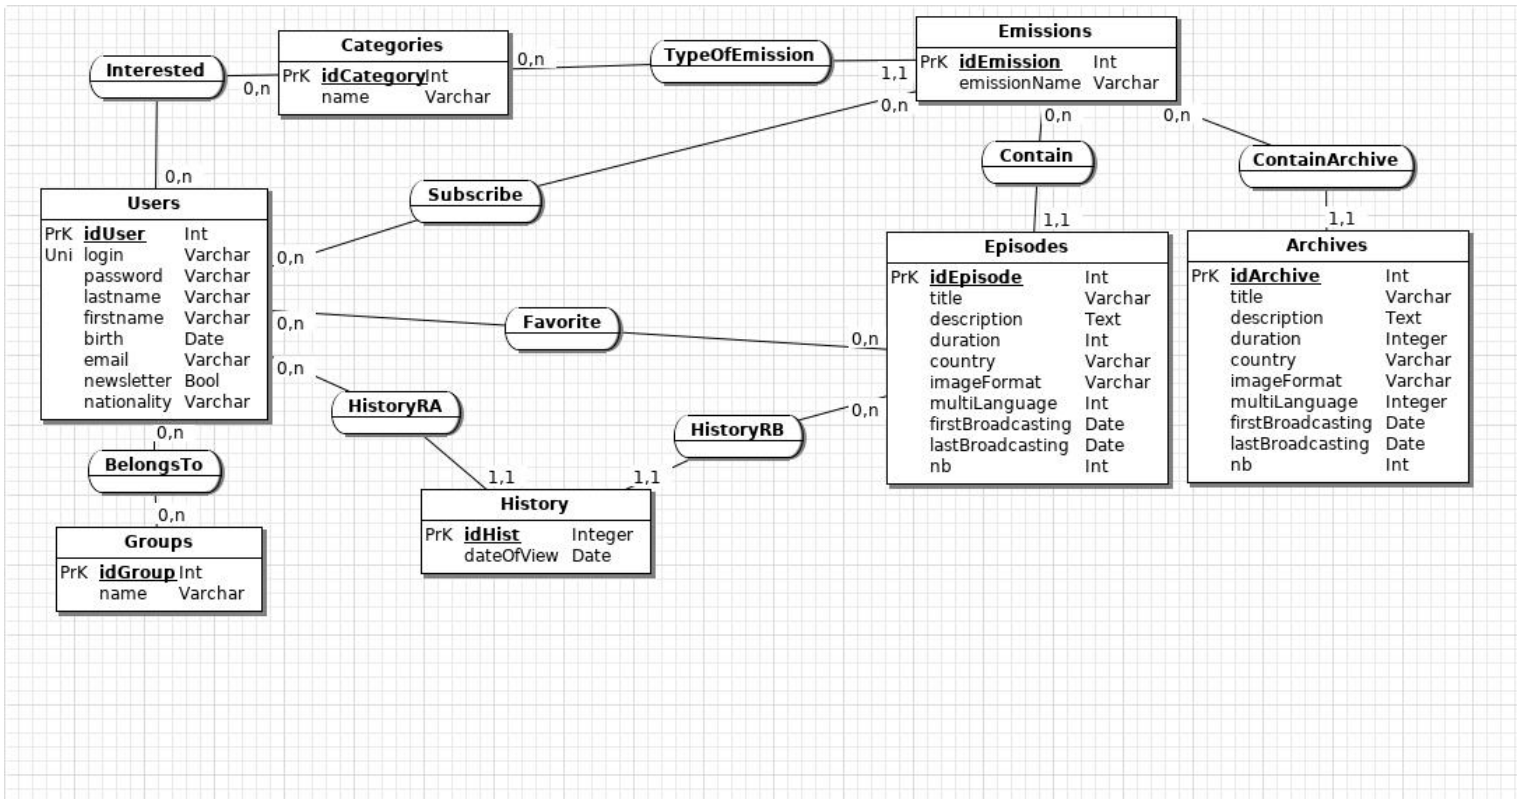 Interested
0,n
0,n
Categories
PrK idCategory Int
name Varchar
0,n
TypeOfEmission
1,1
Emissions
PrK idEmission Int
emissionName Varchar
0,n
0,n
0,n
Subscribe
0,n
Contain
1,1
ContainArchive
1,1
Users
PrK idUser Int
Uni login Varchar
password Varchar
lastname Varchar
firstname Varchar
birth Date
email Varchar
newsletter Bool
nationality Varchar
0,n
Favorite
0,n
Episodes
PrK idEpisode Int
title Varchar
description Text
duration Int
country Varchar
imageFormat Varchar
multiLanguage Int
firstBroadcasting Date
lastBroadcasting Date
nb Int
Archives
PrK idArchive Int
title Varchar
description Text
duration Integer
country Varchar
imageFormat Varchar
multiLanguage Integer
firstBroadcasting Date
lastBroadcasting Date
nb Int
0,n
HistoryRA
1,1
0,n
HistoryRB
1,1
0,n
BelongsTo
0,n
History
PrK idHist Integer
dateOfView Date
Groups
PrK idGroup Int
name Varchar